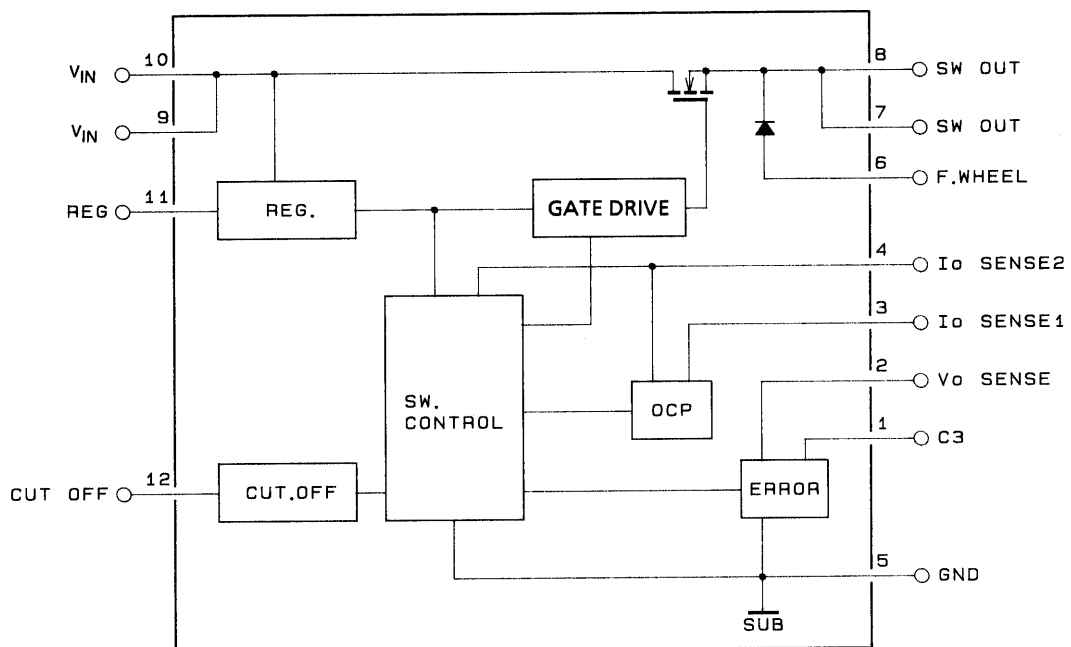 10
V_IN
8
SW OUT
9
V_IN
7
SW OUT
6
F.WHEEL
11
REG
REG.
GATE DRIVE
4
Io SENSE2
3
Io SENSE1
2
Vo SENSE
SW.
CONTROL
OCP
1
C3
12
CUT OFF
CUT.OFF
ERROR
5
GND
SUB